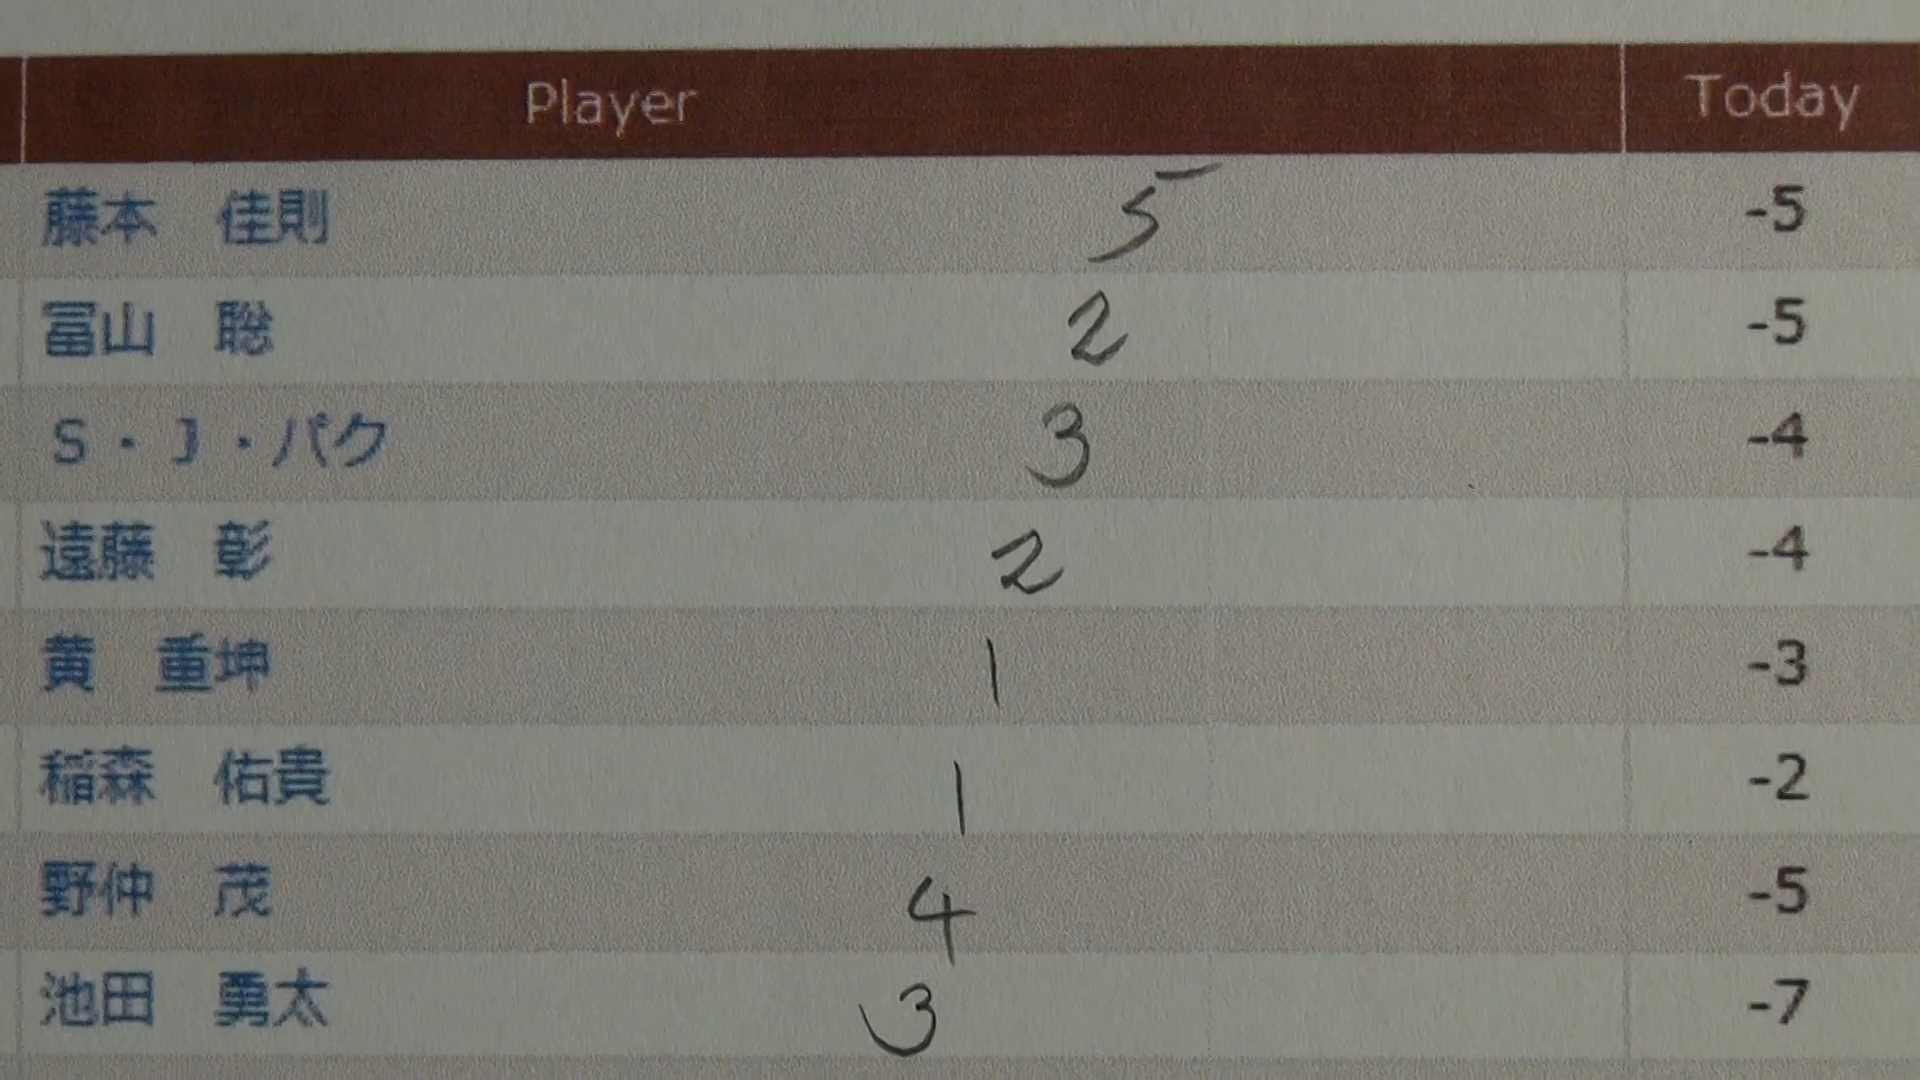 Player Today
藤本 佳則 5 -5
冨山 聡 2 -5
S・J・パク 3 -4
遠藤 彰 2 -4
黄 重坤 1 -3
稲森 佑貴 1 -2
野仲 茂 4 -5
池田 勇太 3 -7